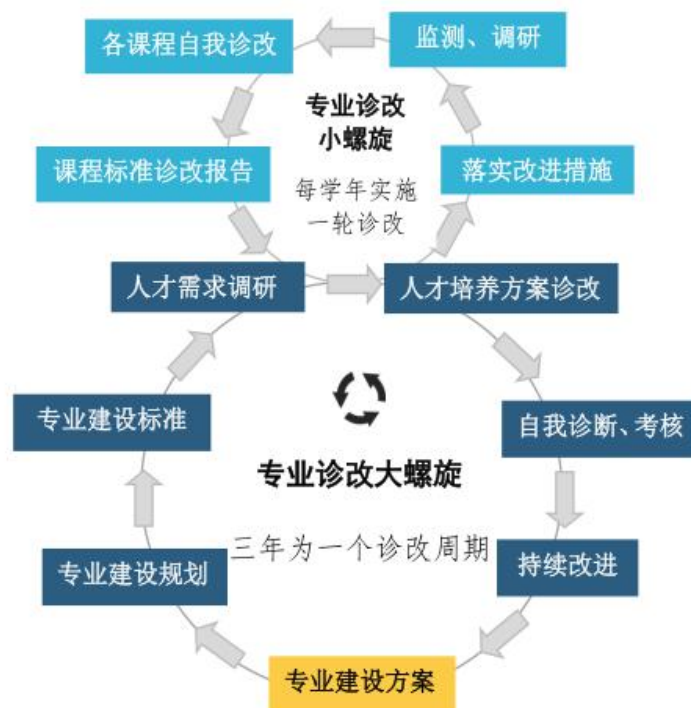 监测、调研
各课程自我诊改
专业诊改
小螺旋
课程标准诊改报告
落实改进措施
每学年实施
一轮诊改
人才需求调研
人才培养方案诊改
专业建设标准
自我诊断、考核
专业诊改大螺旋
三年为一个诊改周期
专业建设规划
持续改进
专业建设方案